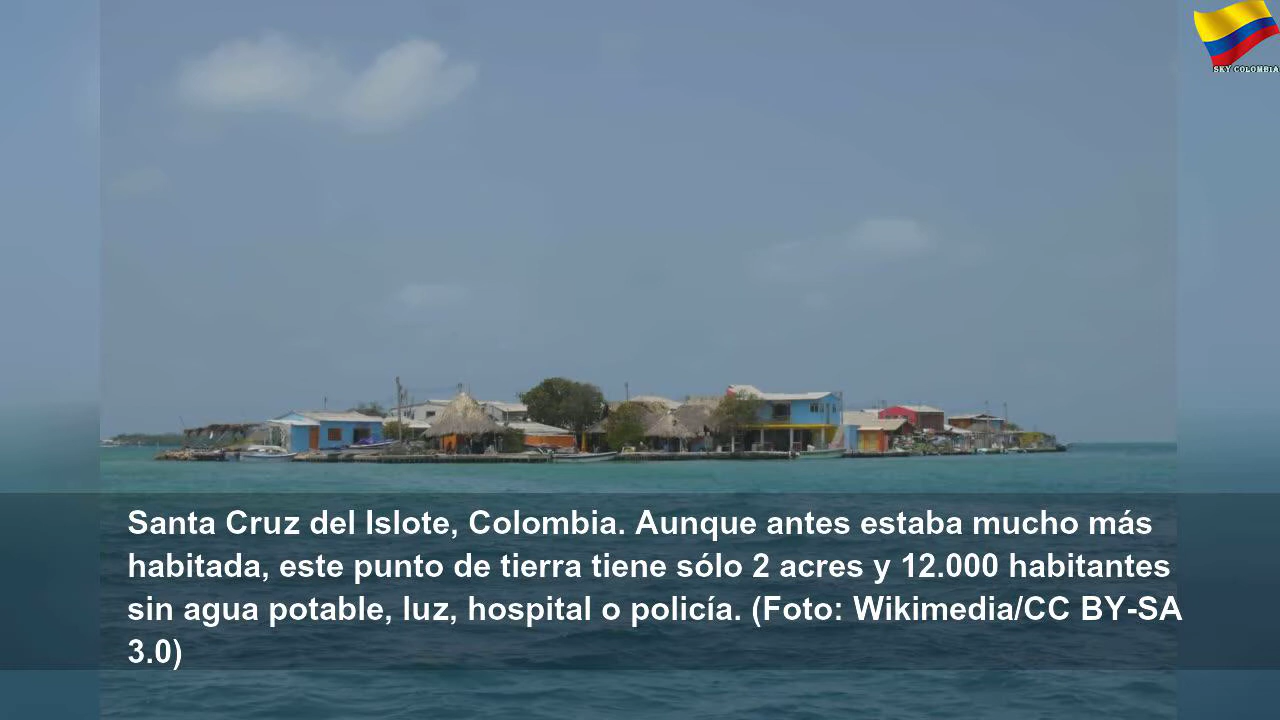 SKY COLOMBIA
Santa Cruz del Islote, Colombia. Aunque antes estaba mucho más
habitada, este punto de tierra tiene sólo 2 acres y 12.000 habitantes
sin agua potable, luz, hospital o policía. (Foto: Wikimedia/CC BY-SA
3.0)